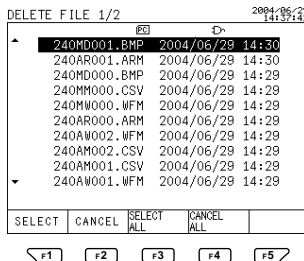 DELETE FILE 1/2
2004/06/2
14:37:4
PC
240MD001.BMP 2004/06/29 14:30
240AR001.ARM 2004/06/29 14:30
240MD000.BMP 2004/06/29 14:29
240MM000.CSV 2004/06/29 14:29
240MW000.WFM 2004/06/29 14:29
240AR000.ARM 2004/06/29 14:29
240AW002.WFM 2004/06/29 14:29
240AM002.CSV 2004/06/29 14:29
240AM001.CSV 2004/06/29 14:29
240AW001.WFM 2004/06/29 14:29
SELECT CANCEL SELECT ALL CANCEL ALL
F1 F2 F3 F4 F5